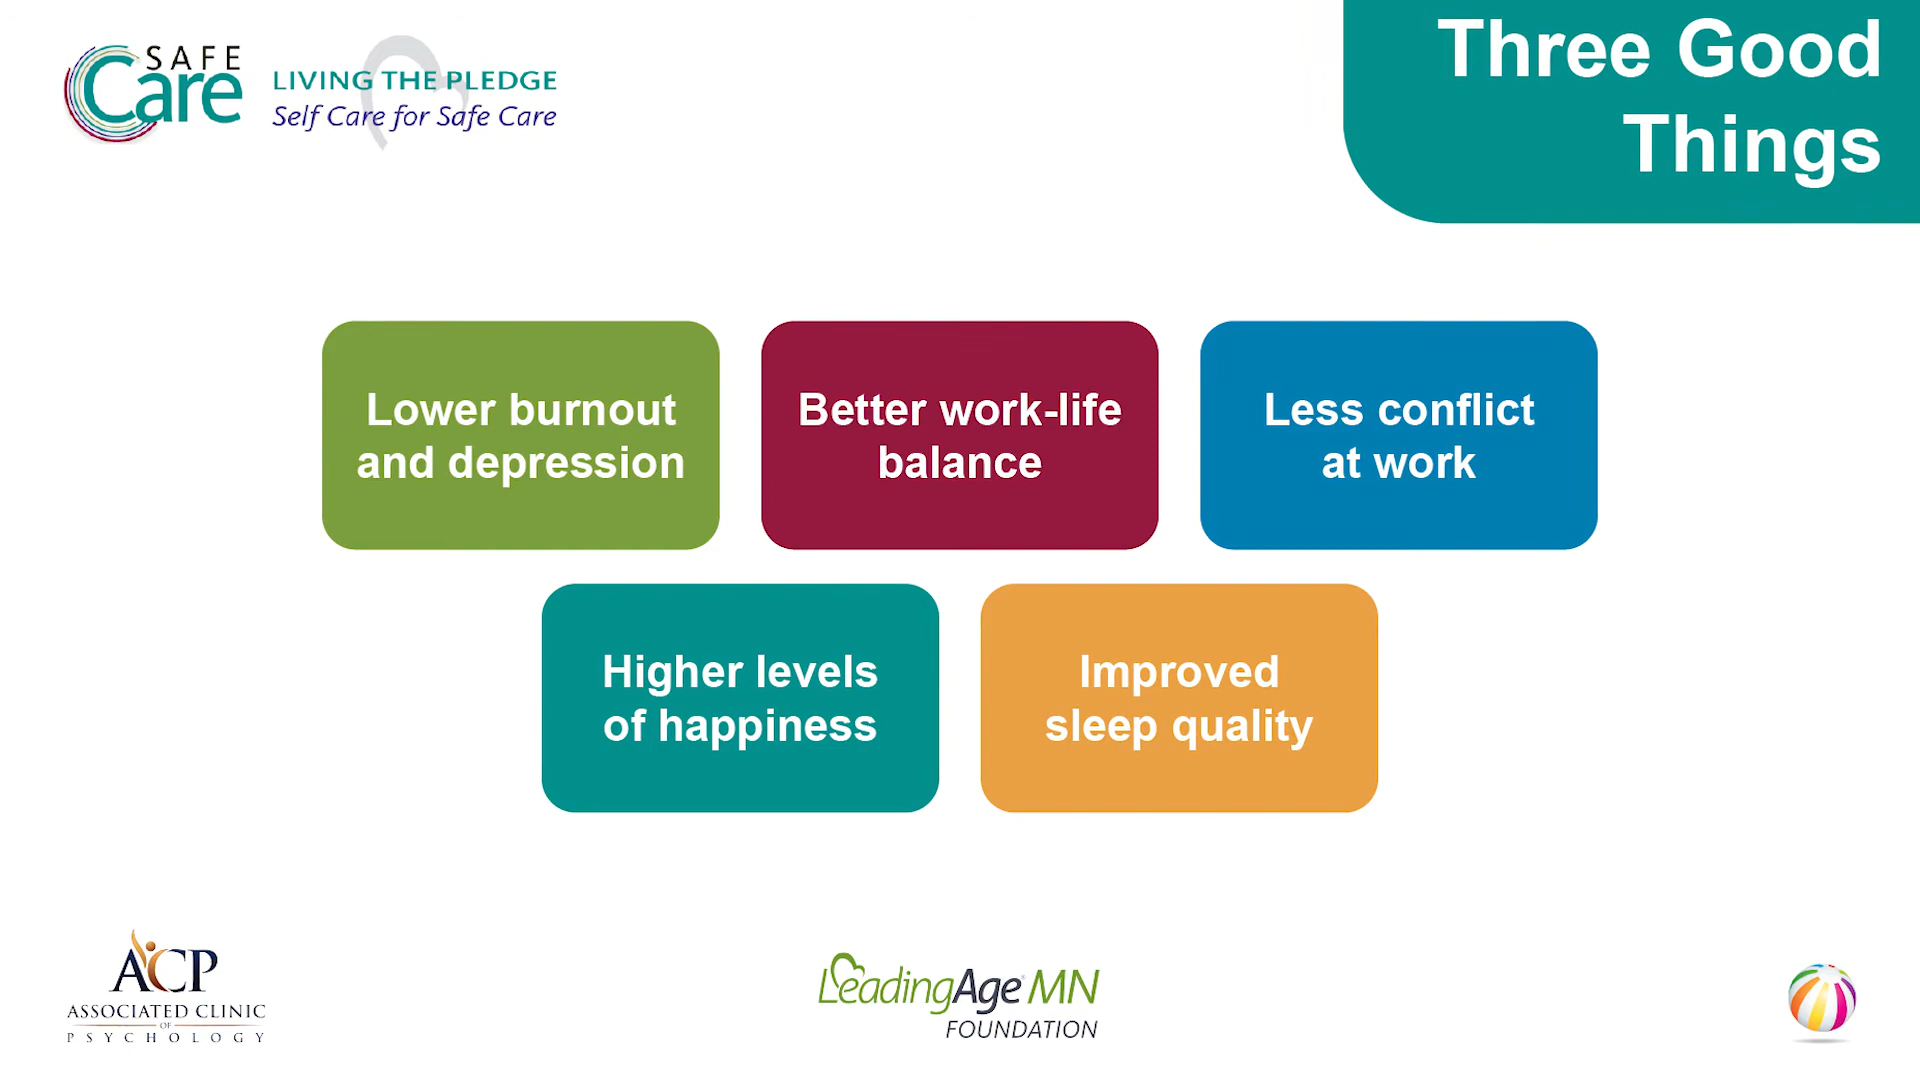 SAFE
Care
LIVING THE PLEDGE
Self Care for Safe Care
Three Good
Things
Lower burnout
and depression
Better work-life
balance
Less conflict
at work
Higher levels
of happiness
Improved
sleep quality
ACP
ASSOCIATED CLINIC
OF
PSYCHOLOGY
LeadingAge® MN
FOUNDATION